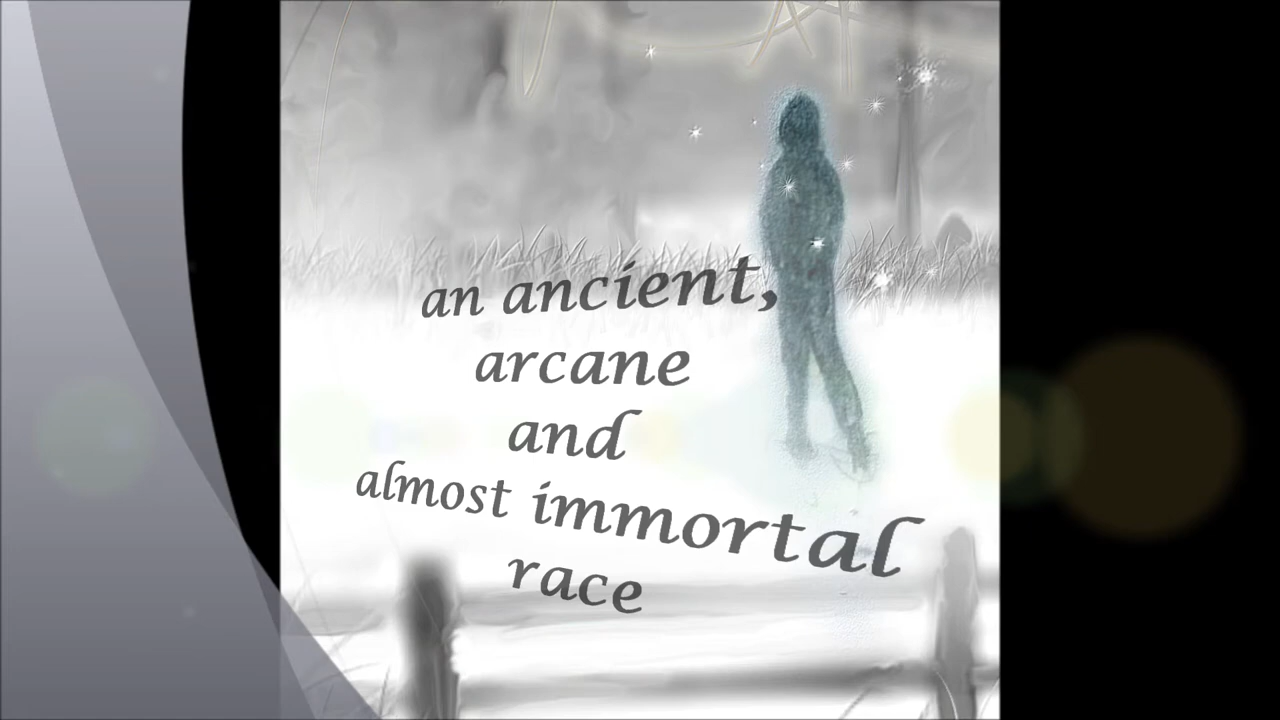 an ancient,
arcane
and
almost immortal
race